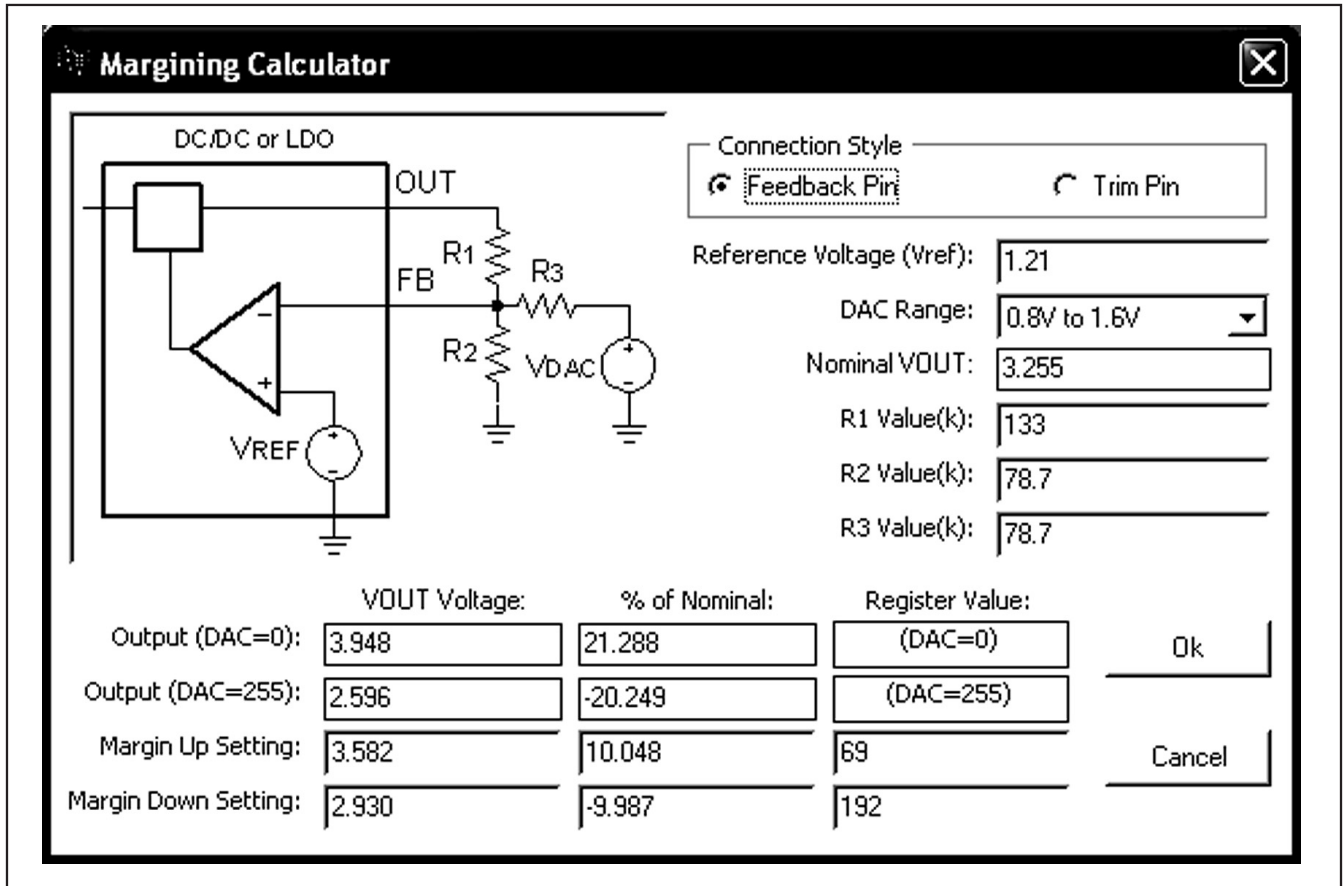 Margining Calculator
DC/DC or LDO
OUT
R1
FB
R3
R2
VDAC
VREF
Connection Style
Feedback Pin
Trim Pin
Reference Voltage (Vref): 1.21
DAC Range: 0.8V to 1.6V
Nominal VOUT: 3.255
R1 Value(k): 133
R2 Value(k): 78.7
R3 Value(k): 78.7
VOUT Voltage: % of Nominal: Register Value:
Output (DAC=0): 3.948 21.288 (DAC=0)
Ok
Output (DAC=255): 2.596 -20.249 (DAC=255)
Margin Up Setting: 3.582 10.048 69
Cancel
Margin Down Setting: 2.930 -9.987 192